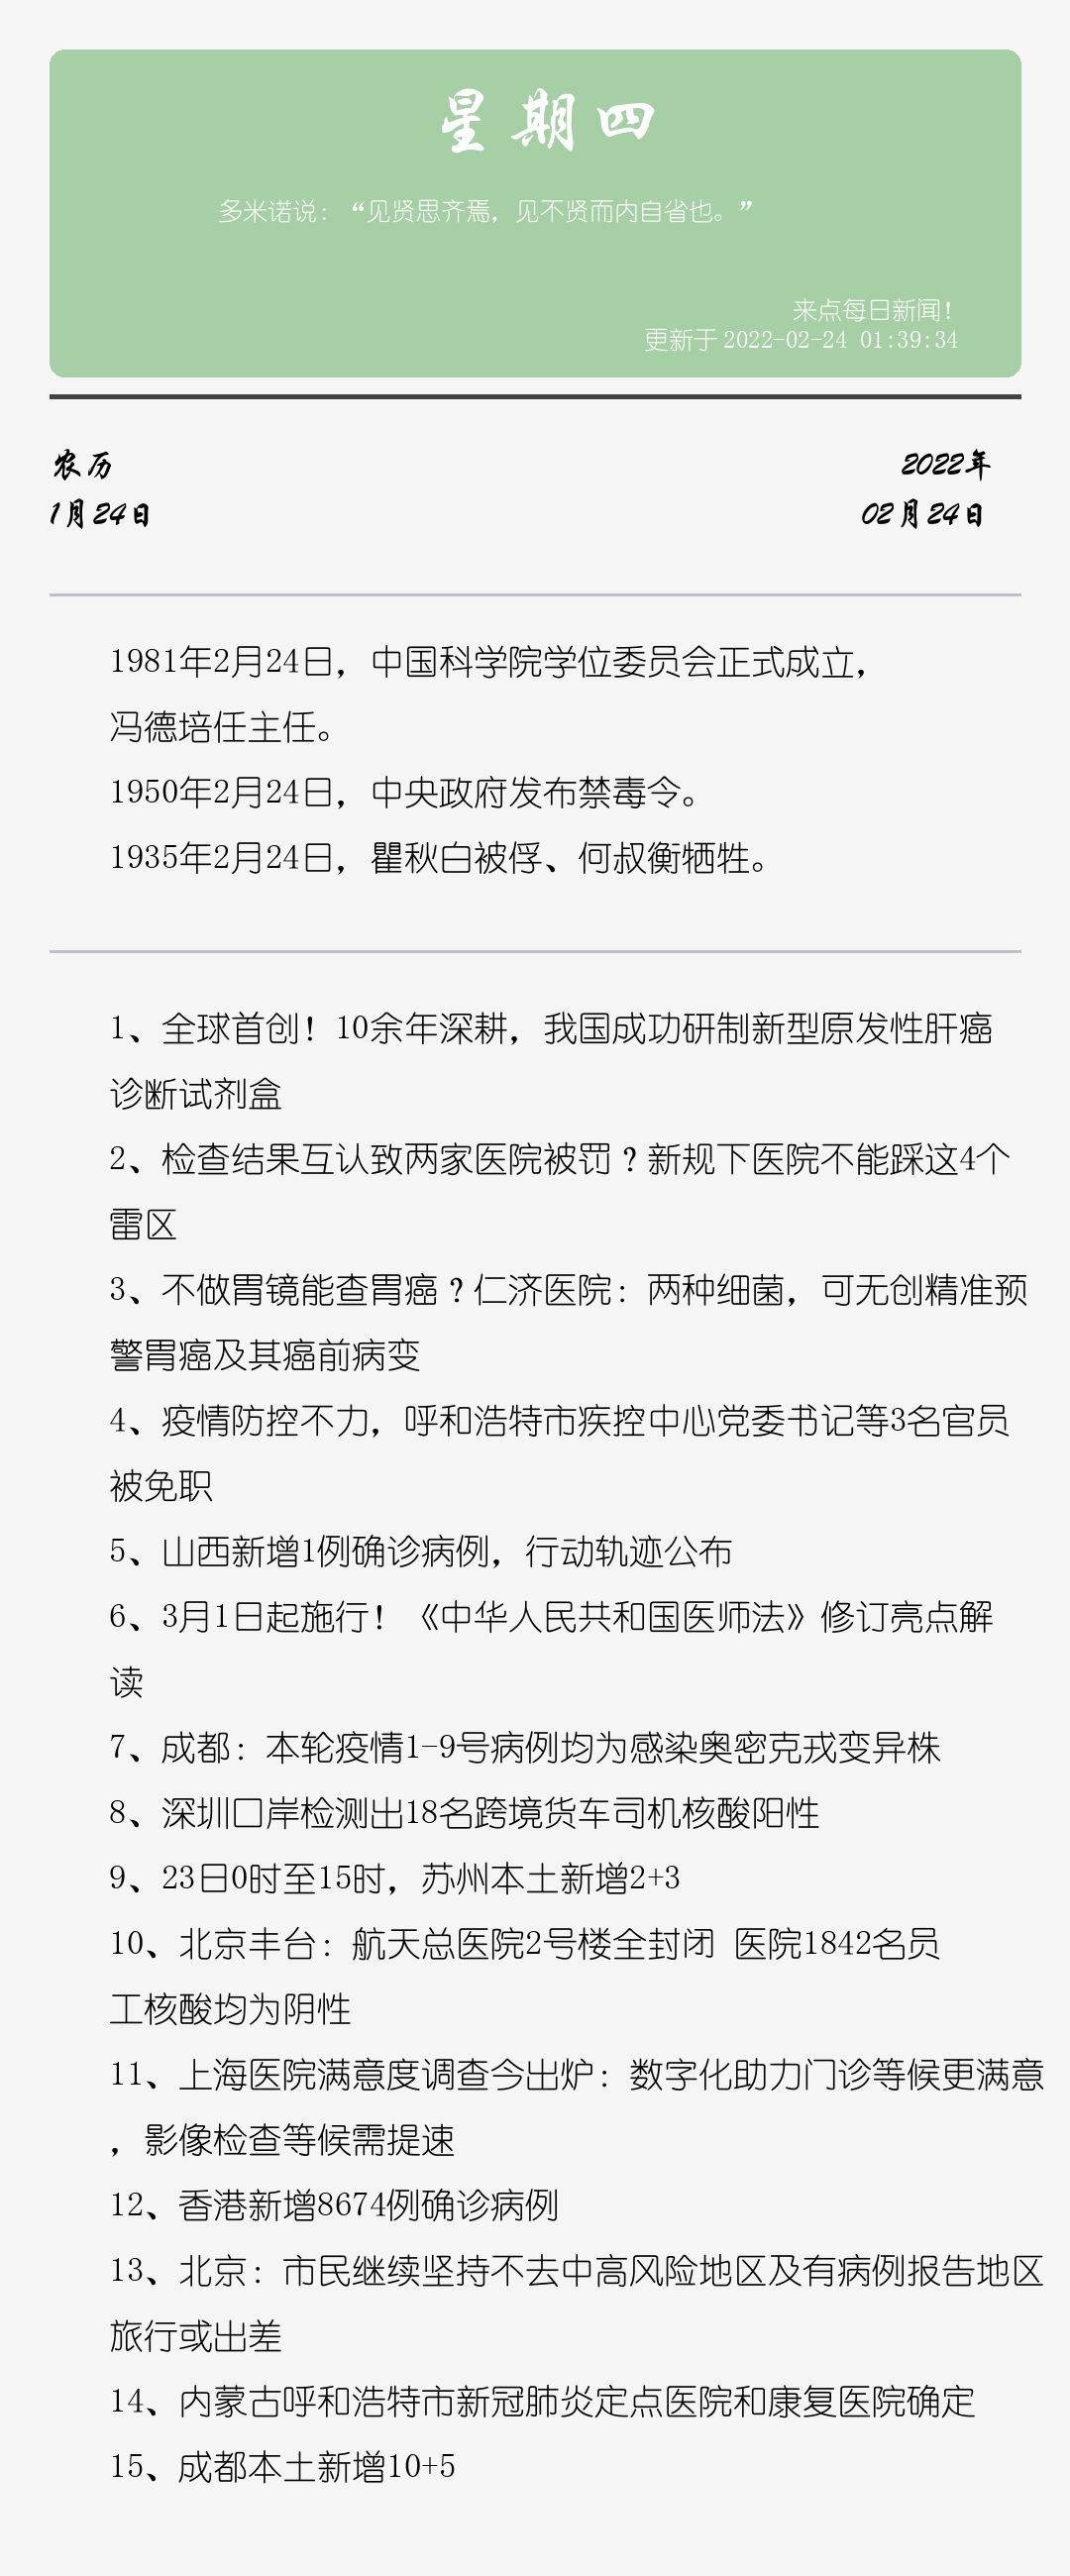 星期四
多米诺说：“见贤思齐焉，见不贤而内自省也。”
来点每日新闻！
更新于 2022-02-24 01:39:34
农历
2022年
1月24日
02月24日
1981年2月24日，中国科学院学位委员会正式成立，
冯德培任主任。
1950年2月24日，中央政府发布禁毒令。
1935年2月24日，瞿秋白被俘、何叔衡牺牲。
1、全球首创！10余年深耕，我国成功研制新型原发性肝癌
诊断试剂盒
2、检查结果互认致两家医院被罚？新规下医院不能踩这4个
雷区
3、不做胃镜能查胃癌？仁济医院：两种细菌，可无创精准预
警胃癌及其癌前病变
4、疫情防控不力，呼和浩特市疾控中心党委书记等3名官员
被免职
5、山西新增1例确诊病例，行动轨迹公布
6、3月1日起施行！《中华人民共和国医师法》修订亮点解
读
7、成都：本轮疫情1-9号病例均为感染奥密克戎变异株
8、深圳口岸检测出18名跨境货车司机核酸阳性
9、23日0时至15时，苏州本土新增2+3
10、北京丰台：航天总医院2号楼全封闭 医院1842名员
工核酸均为阴性
11、上海医院满意度调查今出炉：数字化助力门诊等候更满意
，影像检查等候需提速
12、香港新增8674例确诊病例
13、北京：市民继续坚持不去中高风险地区及有病例报告地区
旅行或出差
14、内蒙古呼和浩特市新冠肺炎定点医院和康复医院确定
15、成都本土新增10+5